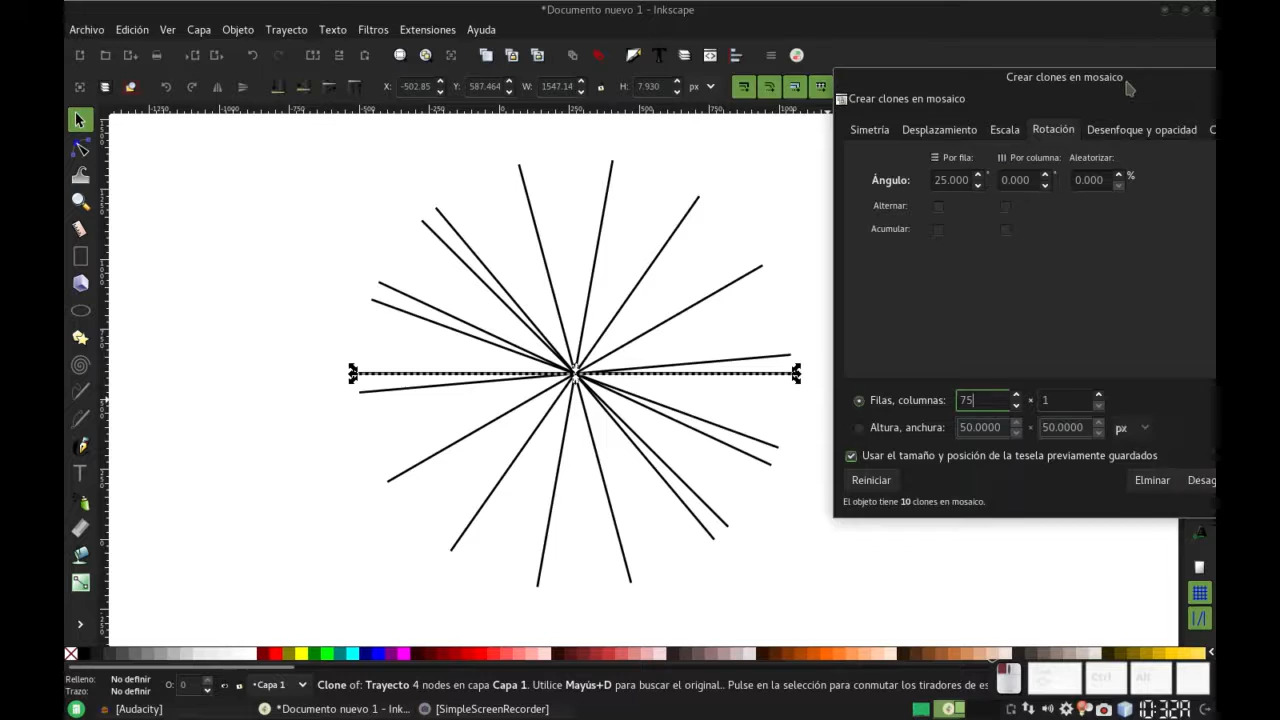 *Documento nuevo 1 - Inkscape
Archivo Edición Ver Capa Objeto Trayecto Texto Filtros Extensiones Ayuda
X: -502.85 Y: 587.464 W: 1547.14 H: 7.930 px
Crear clones en mosaico
Crear clones en mosaico
Simetría Desplazamiento Escala Rotación Desenfoque y opacidad
Por fila: Por columna: Aleatorizar:
Ángulo: 25.000 ° 0.000 ° 0.000 %
Alternar:
Acumular:
Filas, columnas: 75 × 1
Altura, anchura: 50.0000 × 50.0000 px
Usar el tamaño y posición de la tesela previamente guardados
Reiniciar Elminar Desag
El objeto tiene 10 clones en mosaico.
Relleno: No definir
Trazo: No definir
O: 0 •Capa 1 Clone of: Trayecto 4 nodes en capa Capa 1. Utilice Mayús+D para buscar el original.. Pulse en la selección para conmutar los tiradores de es
Ctrl Alt
[Audacity] *Documento nuevo 1 - Ink... [SimpleScreenRecorder]